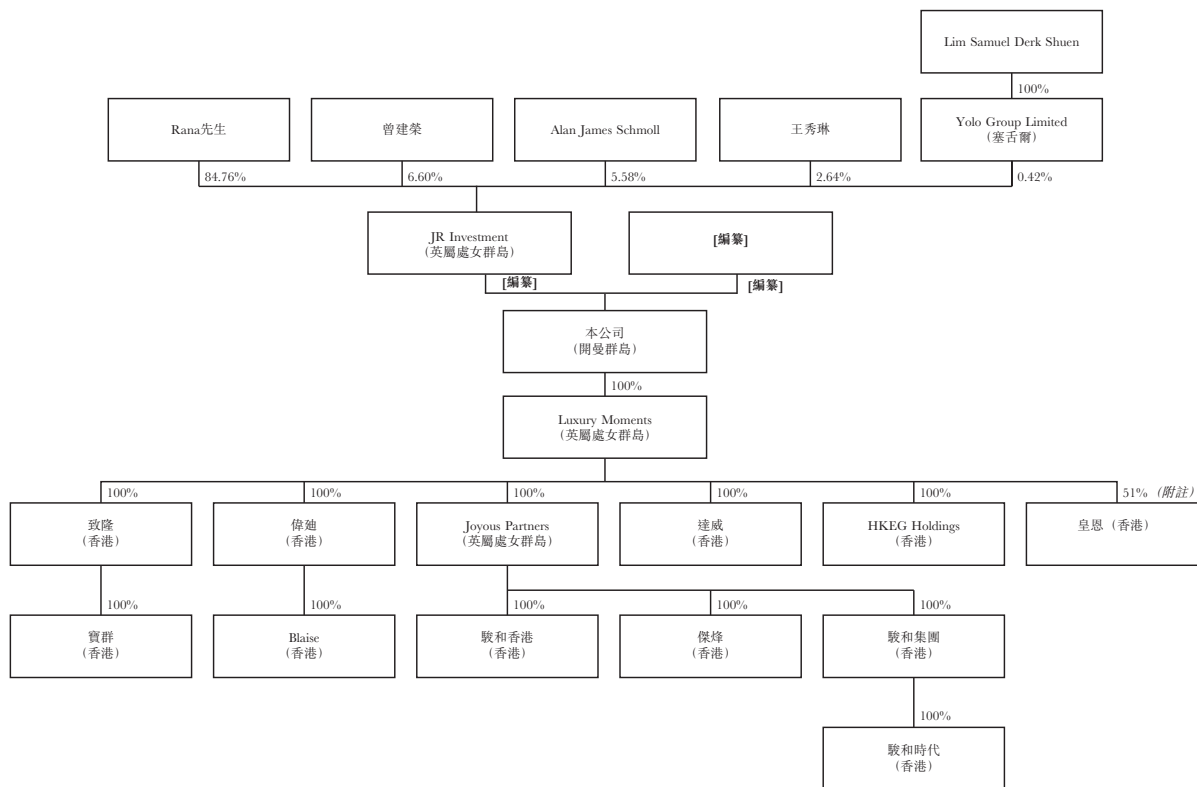 Lim Samuel Derk Shuen
100%
Rana先生
曾建榮
Alan James Schmoll
王秀琳
Yolo Group Limited
(塞舌爾)
84.76%
6.60%
5.58%
2.64%
0.42%
JR Investment
(英屬處女群島)
[編纂]
[編纂]
[編纂]
本公司
(開曼群島)
100%
Luxury Moments
(英屬處女群島)
100%
100%
100%
100%
100%
51% (附註)
致隆
(香港)
偉廸
(香港)
Joyous Partners
(英屬處女群島)
達威
(香港)
HKEG Holdings
(香港)
皇恩(香港)
100%
100%
100%
100%
100%
寶群
(香港)
Blaise
(香港)
駿和香港
(香港)
傑烽
(香港)
駿和集團
(香港)
100%
駿和時代
(香港)